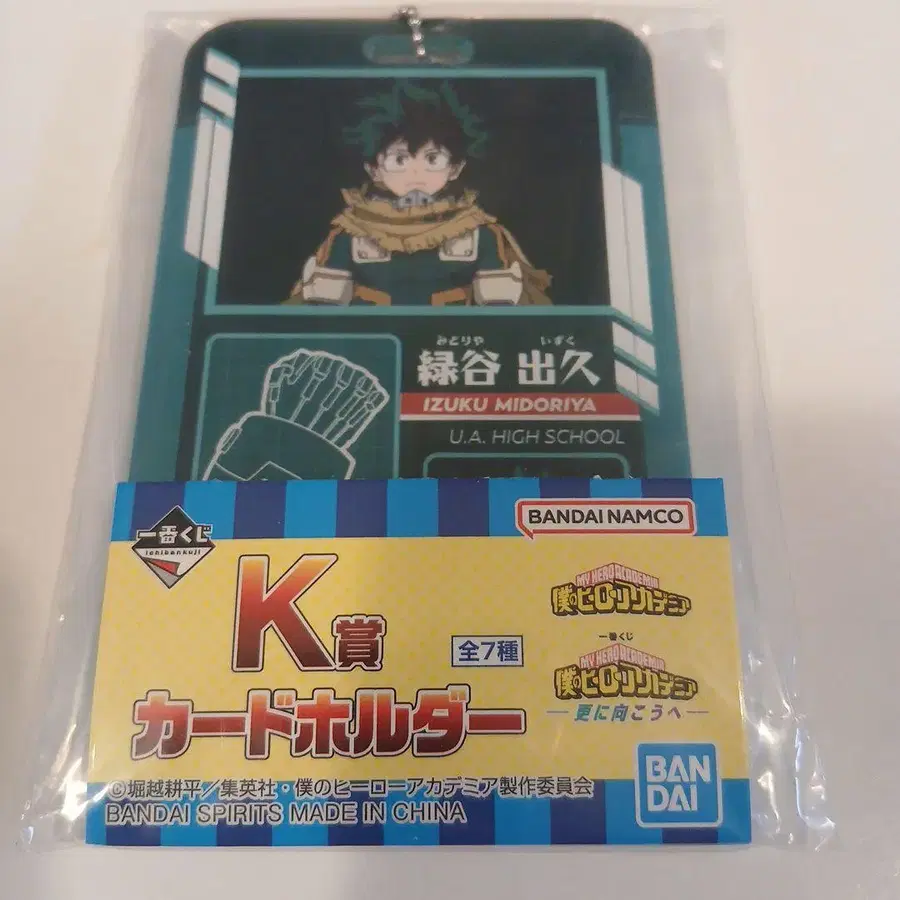 みどりや いずく
緑谷 出久
IZUKU MIDORIYA
U.A. HIGH SCHOOL
一番くじ
ichibankuji
BANDAI NAMCO
K賞
全7種
カードホルダー
MY HERO ACADEMIA
僕のヒーローアカデミア
一番くじ
MY HERO ACADEMIA
僕のヒーローアカデミア
―更に向こうへ―
©堀越耕平／集英社・僕のヒーローアカデミア製作委員会
BANDAI SPIRITS MADE IN CHINA
BAN
DAI